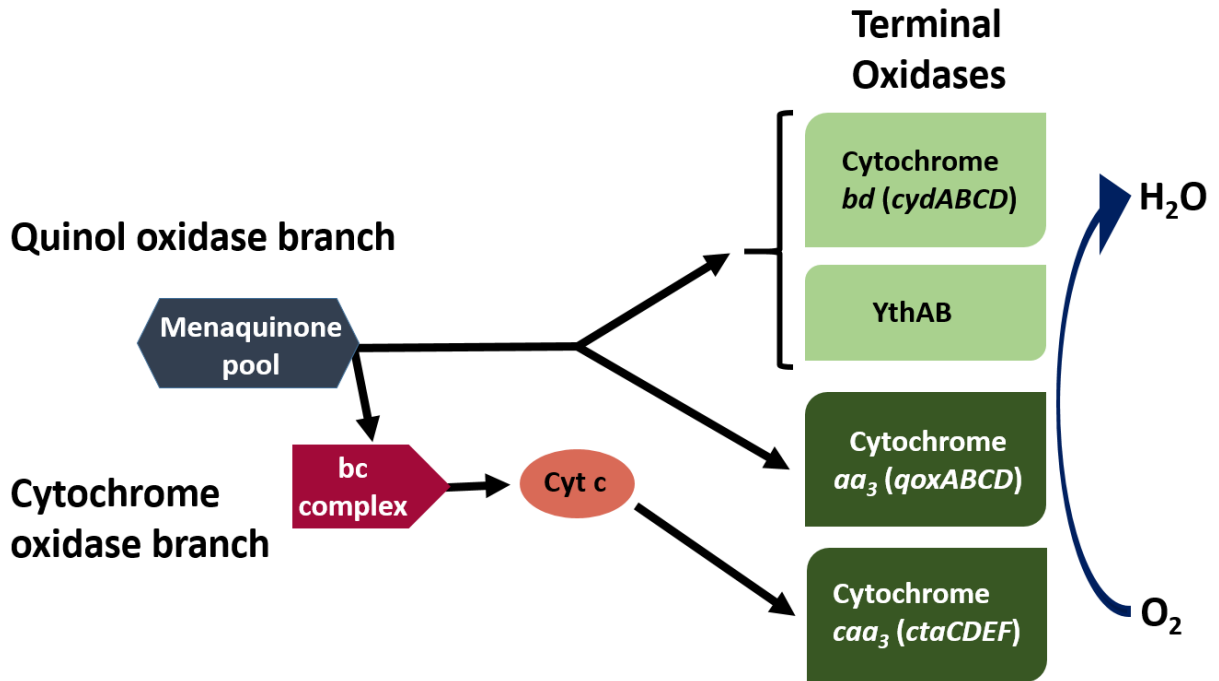 Terminal
Oxidases
Cytochrome
bd (cydABCD)
H₂O
Quinol oxidase branch
YthAB
Menaquinone
pool
Cytochrome
aa₃ (qoxABCD)
bc
complex
Cyt c
Cytochrome
oxidase branch
Cytochrome
caa₃ (ctaCDEF)
O₂